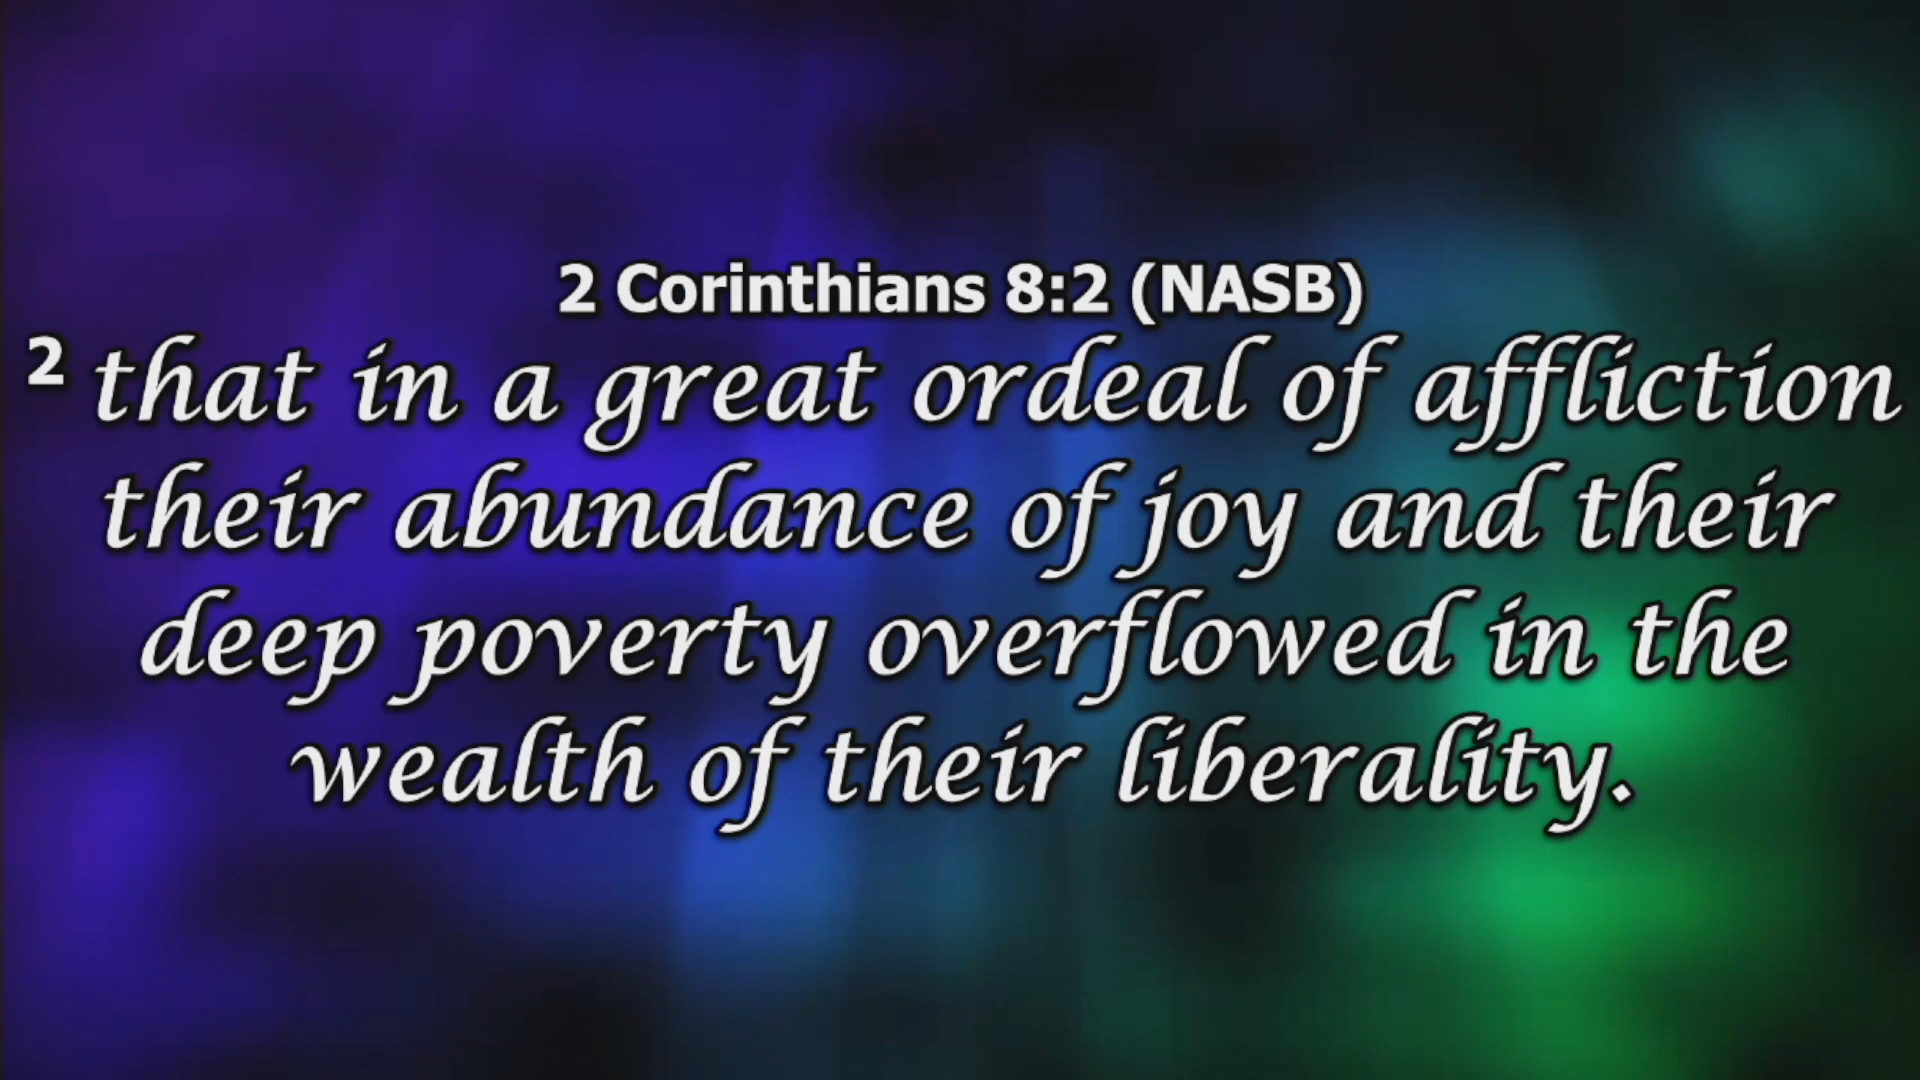 2 Corinthians 8:2 (NASB)
2 that in a great ordeal of affliction
their abundance of joy and their
deep poverty overflowed in the
wealth of their liberality.